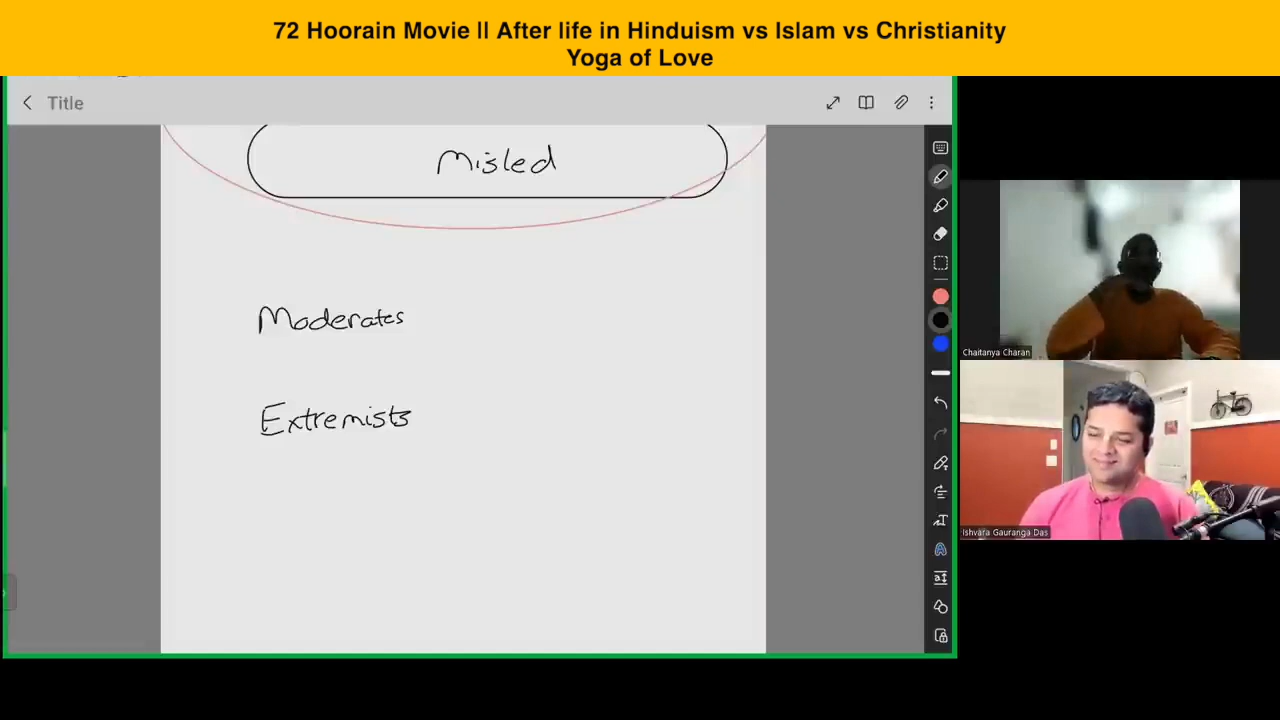 72 Hoorain Movie || After life in Hinduism vs Islam vs Christianity
Yoga of Love
Title
Misled
Moderates
Extremists
Chaitanya Charan
Ishvara Gauranga Das